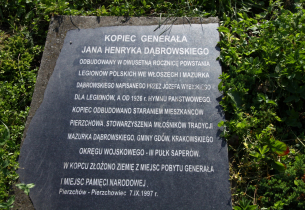 KOPIEC GENERAŁA
JANA HENRYKA DĄBROWSKIEGO
ODBUDOWANY W DWUSETNĄ ROCZNICĘ POWSTANIA
LEGIONÓW POLSKICH WE WŁOSZECH I MAZURKA
DĄBROWSKIEGO NAPISANEGO PRZEZ JÓZEFA WYBICKIEGO
DLA LEGIONÓW, A OD 1926 r. HYMNU PAŃSTWOWEGO.
KOPIEC ODBUDOWANO STARANIEM MIESZKAŃCÓW
PIERZCHOWA, STOWARZYSZENIA MIŁOŚNIKÓW TRADYCJI
MAZURKA DĄBROWSKIEGO, GMINY GDÓW, KRAKOWSKIEGO
OKRĘGU WOJSKOWEGO - III PUŁK SAPERÓW.
W KOPCU ZŁOŻONO ZIEMIĘ Z MIEJSC POBYTU GENERAŁA
I MIEJSC PAMIĘCI NARODOWEJ
Pierzchów - Pierzchowiec 7.IX.1997 r.